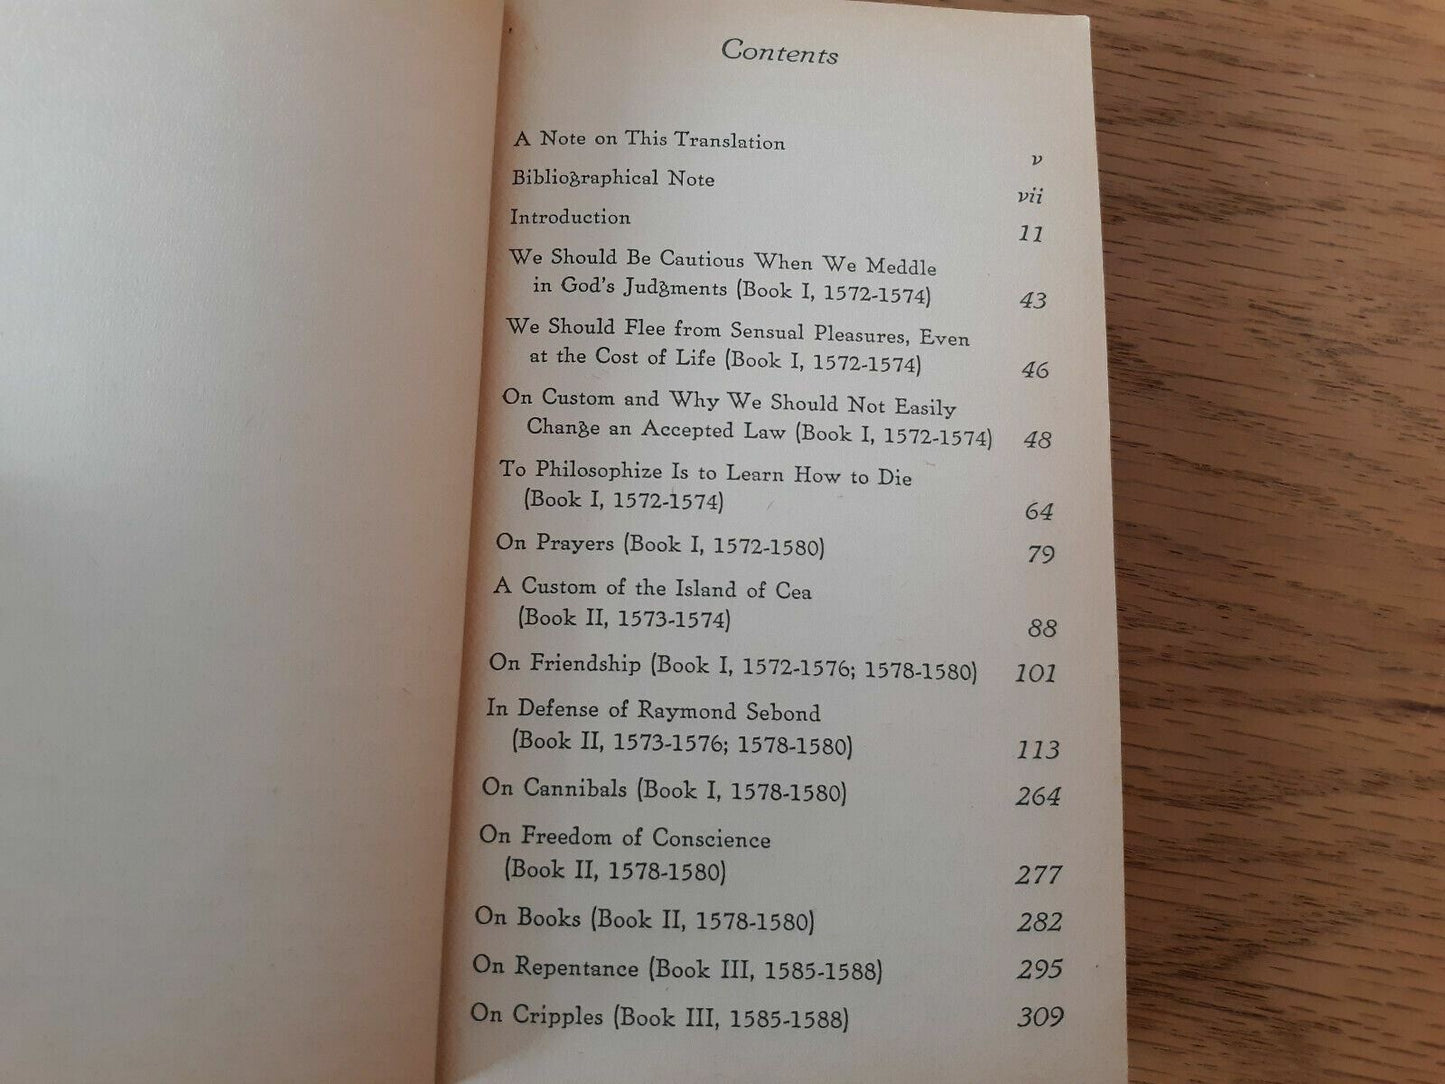 Contents
A Note on This Translation v
Bibliographical Note vii
Introduction 11
We Should Be Cautious When We Meddle
in God's Judgments (Book I, 1572-1574) 43
We Should Flee from Sensual Pleasures, Even
at the Cost of Life (Book I, 1572-1574) 46
On Custom and Why We Should Not Easily
Change an Accepted Law (Book I, 1572-1574) 48
To Philosophize Is to Learn How to Die
(Book I, 1572-1574) 64
On Prayers (Book I, 1572-1580) 79
A Custom of the Island of Cea
(Book II, 1573-1574) 88
On Friendship (Book I, 1572-1576; 1578-1580) 101
In Defense of Raymond Sebond
(Book II, 1573-1576; 1578-1580) 113
On Cannibals (Book I, 1578-1580) 264
On Freedom of Conscience
(Book II, 1578-1580) 277
On Books (Book II, 1578-1580) 282
On Repentance (Book III, 1585-1588) 295
On Cripples (Book III, 1585-1588) 309